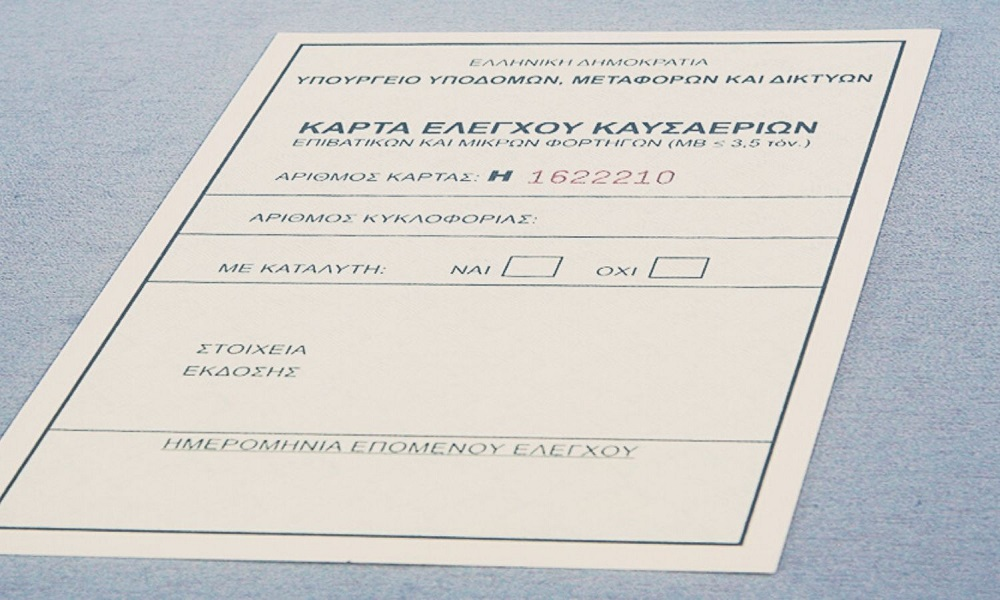 ΕΛΛΗΝΙΚΗ ΔΗΜΟΚΡΑΤΙΑ
ΥΠΟΥΡΓΕΙΟ ΥΠΟΔΟΜΩΝ, ΜΕΤΑΦΟΡΩΝ ΚΑΙ ΔΙΚΤΥΩΝ
ΚΑΡΤΑ ΕΛΕΓΧΟΥ ΚΑΥΣΑΕΡΙΩΝ
ΕΠΙΒΑΤΙΚΩΝ ΚΑΙ ΜΙΚΡΩΝ ΦΟΡΤΗΓΩΝ (ΜΒ ≤ 3,5 τόν.)
ΑΡΙΘΜΟΣ ΚΑΡΤΑΣ: Η 1622210
ΑΡΙΘΜΟΣ ΚΥΚΛΟΦΟΡΙΑΣ:
ΜΕ ΚΑΤΑΛΥΤΗ: ΝΑΙ ΟΧΙ
ΣΤΟΙΧΕΙΑ
ΕΚΔΟΣΗΣ
ΗΜΕΡΟΜΗΝΙΑ ΕΠΟΜΕΝΟΥ ΕΛΕΓΧΟΥ